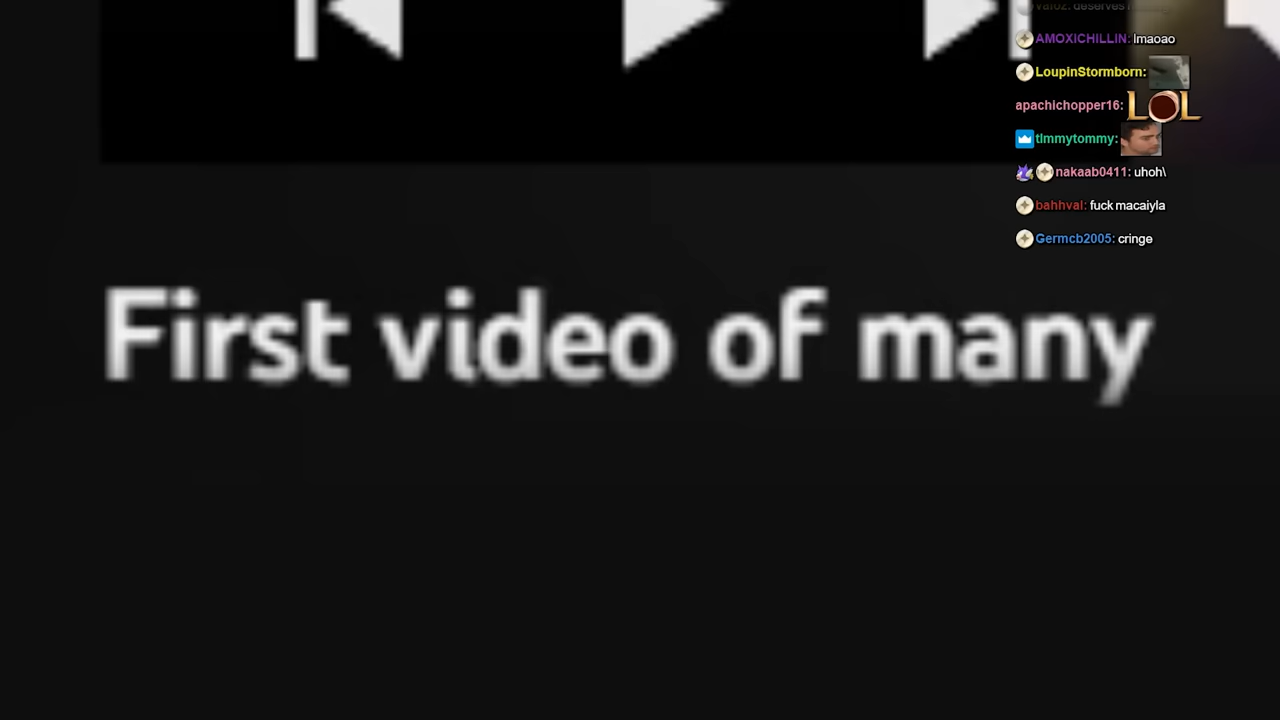 AMOXICHILLIN: lmaoao
LoupinStormborn:
apachichopper16: LOL
tImmytommy:
nakaab0411: uhoh\
bahhval: fuck macaiyla
Germcb2005: cringe
First video of many